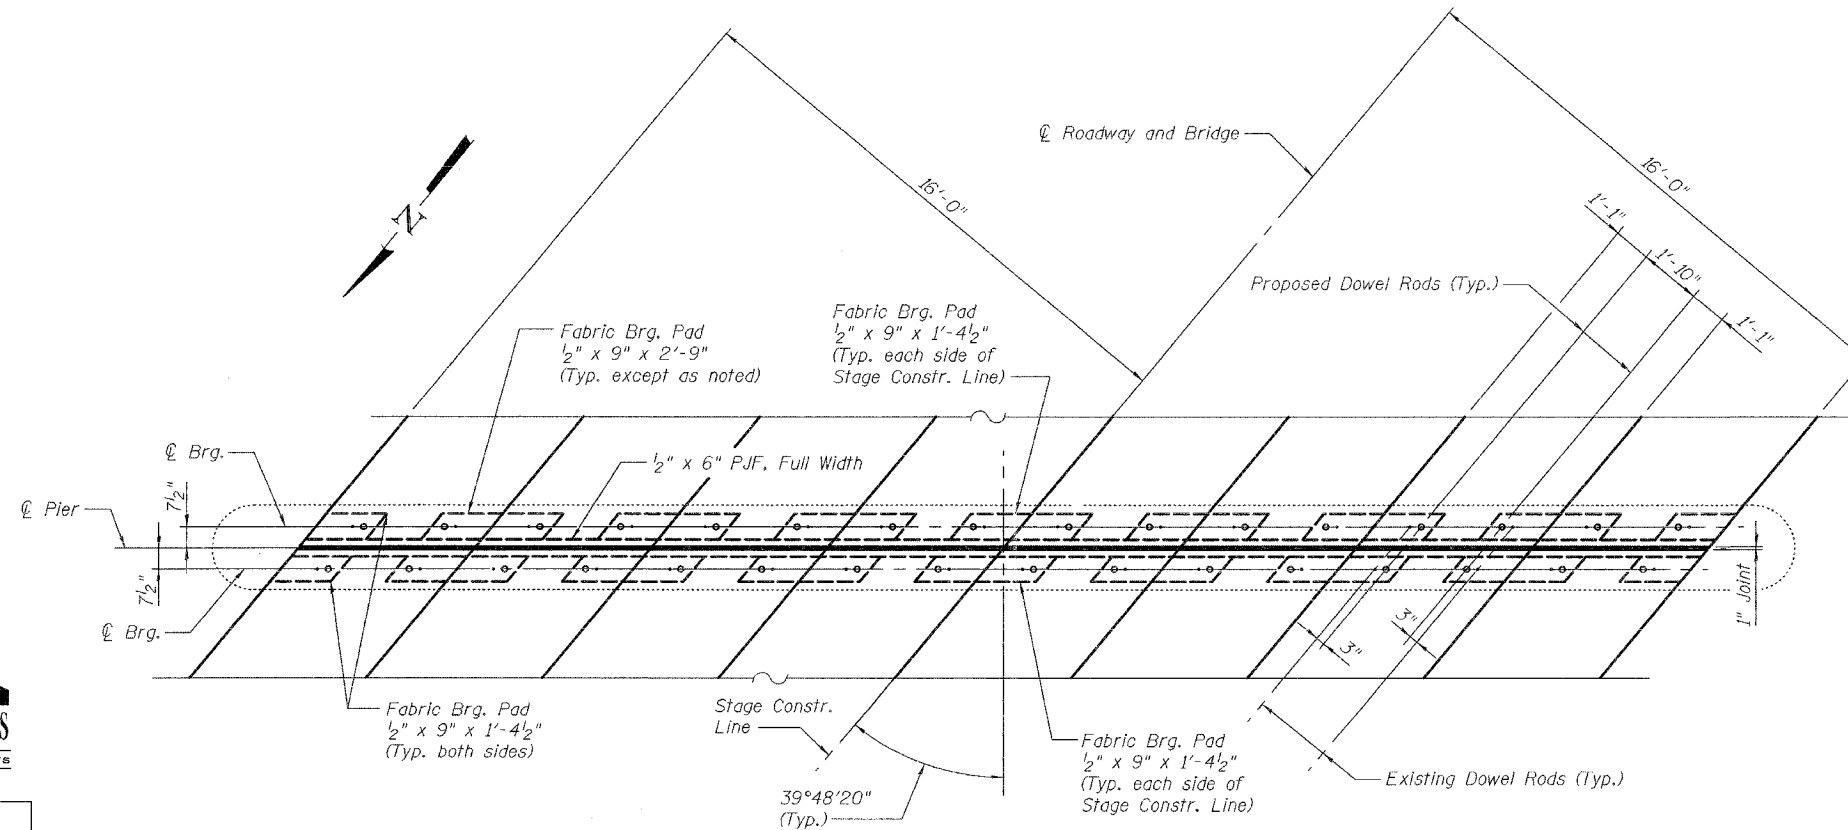 ℄ Roadway and Bridge
16'-0"
16'-0"
1'-1"
1'-10"
1'-1"
N
Proposed Dowel Rods (Typ.)
Fabric Brg. Pad
½" x 9" x 2'-9"
(Typ. except as noted)
Fabric Brg. Pad
½" x 9" x 1'-4½"
(Typ. each side of
Stage Constr. Line)
℄ Brg.
½" x 6" PJF, Full Width
7½"
℄ Pier
7½"
℄ Brg.
1" Joint
3"
3"
Fabric Brg. Pad
½" x 9" x 1'-4½"
(Typ. both sides)
Stage Constr.
Line
39°48'20"
(Typ.)
Fabric Brg. Pad
½" x 9" x 1'-4½"
(Typ. each side of
Stage Constr. Line)
Existing Dowel Rods (Typ.)